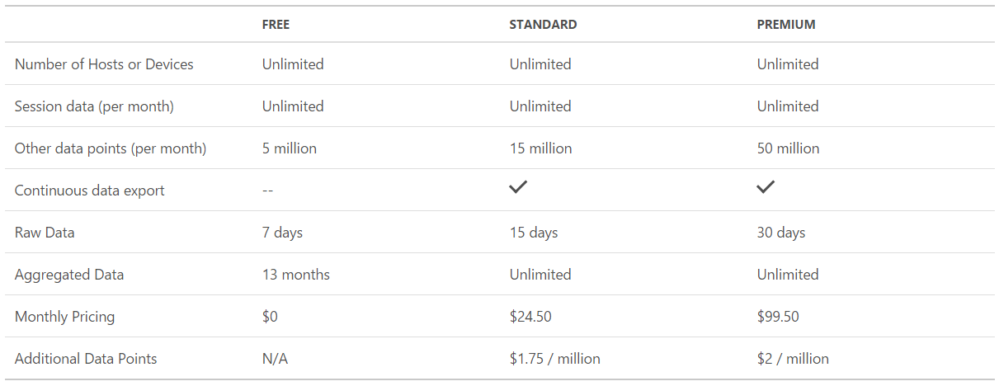 FREE STANDARD PREMIUM
Number of Hosts or Devices Unlimited Unlimited Unlimited
Session data (per month) Unlimited Unlimited Unlimited
Other data points (per month) 5 million 15 million 50 million
Continuous data export -- ✓ ✓
Raw Data 7 days 15 days 30 days
Aggregated Data 13 months Unlimited Unlimited
Monthly Pricing $0 $24.50 $99.50
Additional Data Points N/A $1.75 / million $2 / million